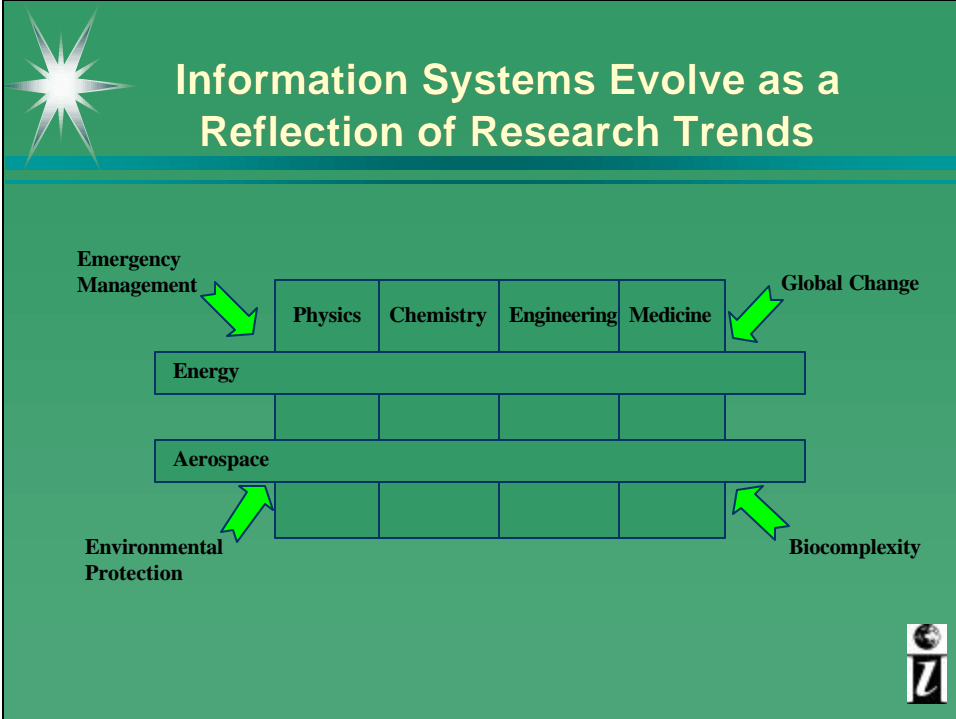 Information Systems Evolve as a
Reflection of Research Trends
Emergency
Management
Global Change
Physics Chemistry Engineering Medicine
Energy
Aerospace
Environmental
Protection
Biocomplexity
i